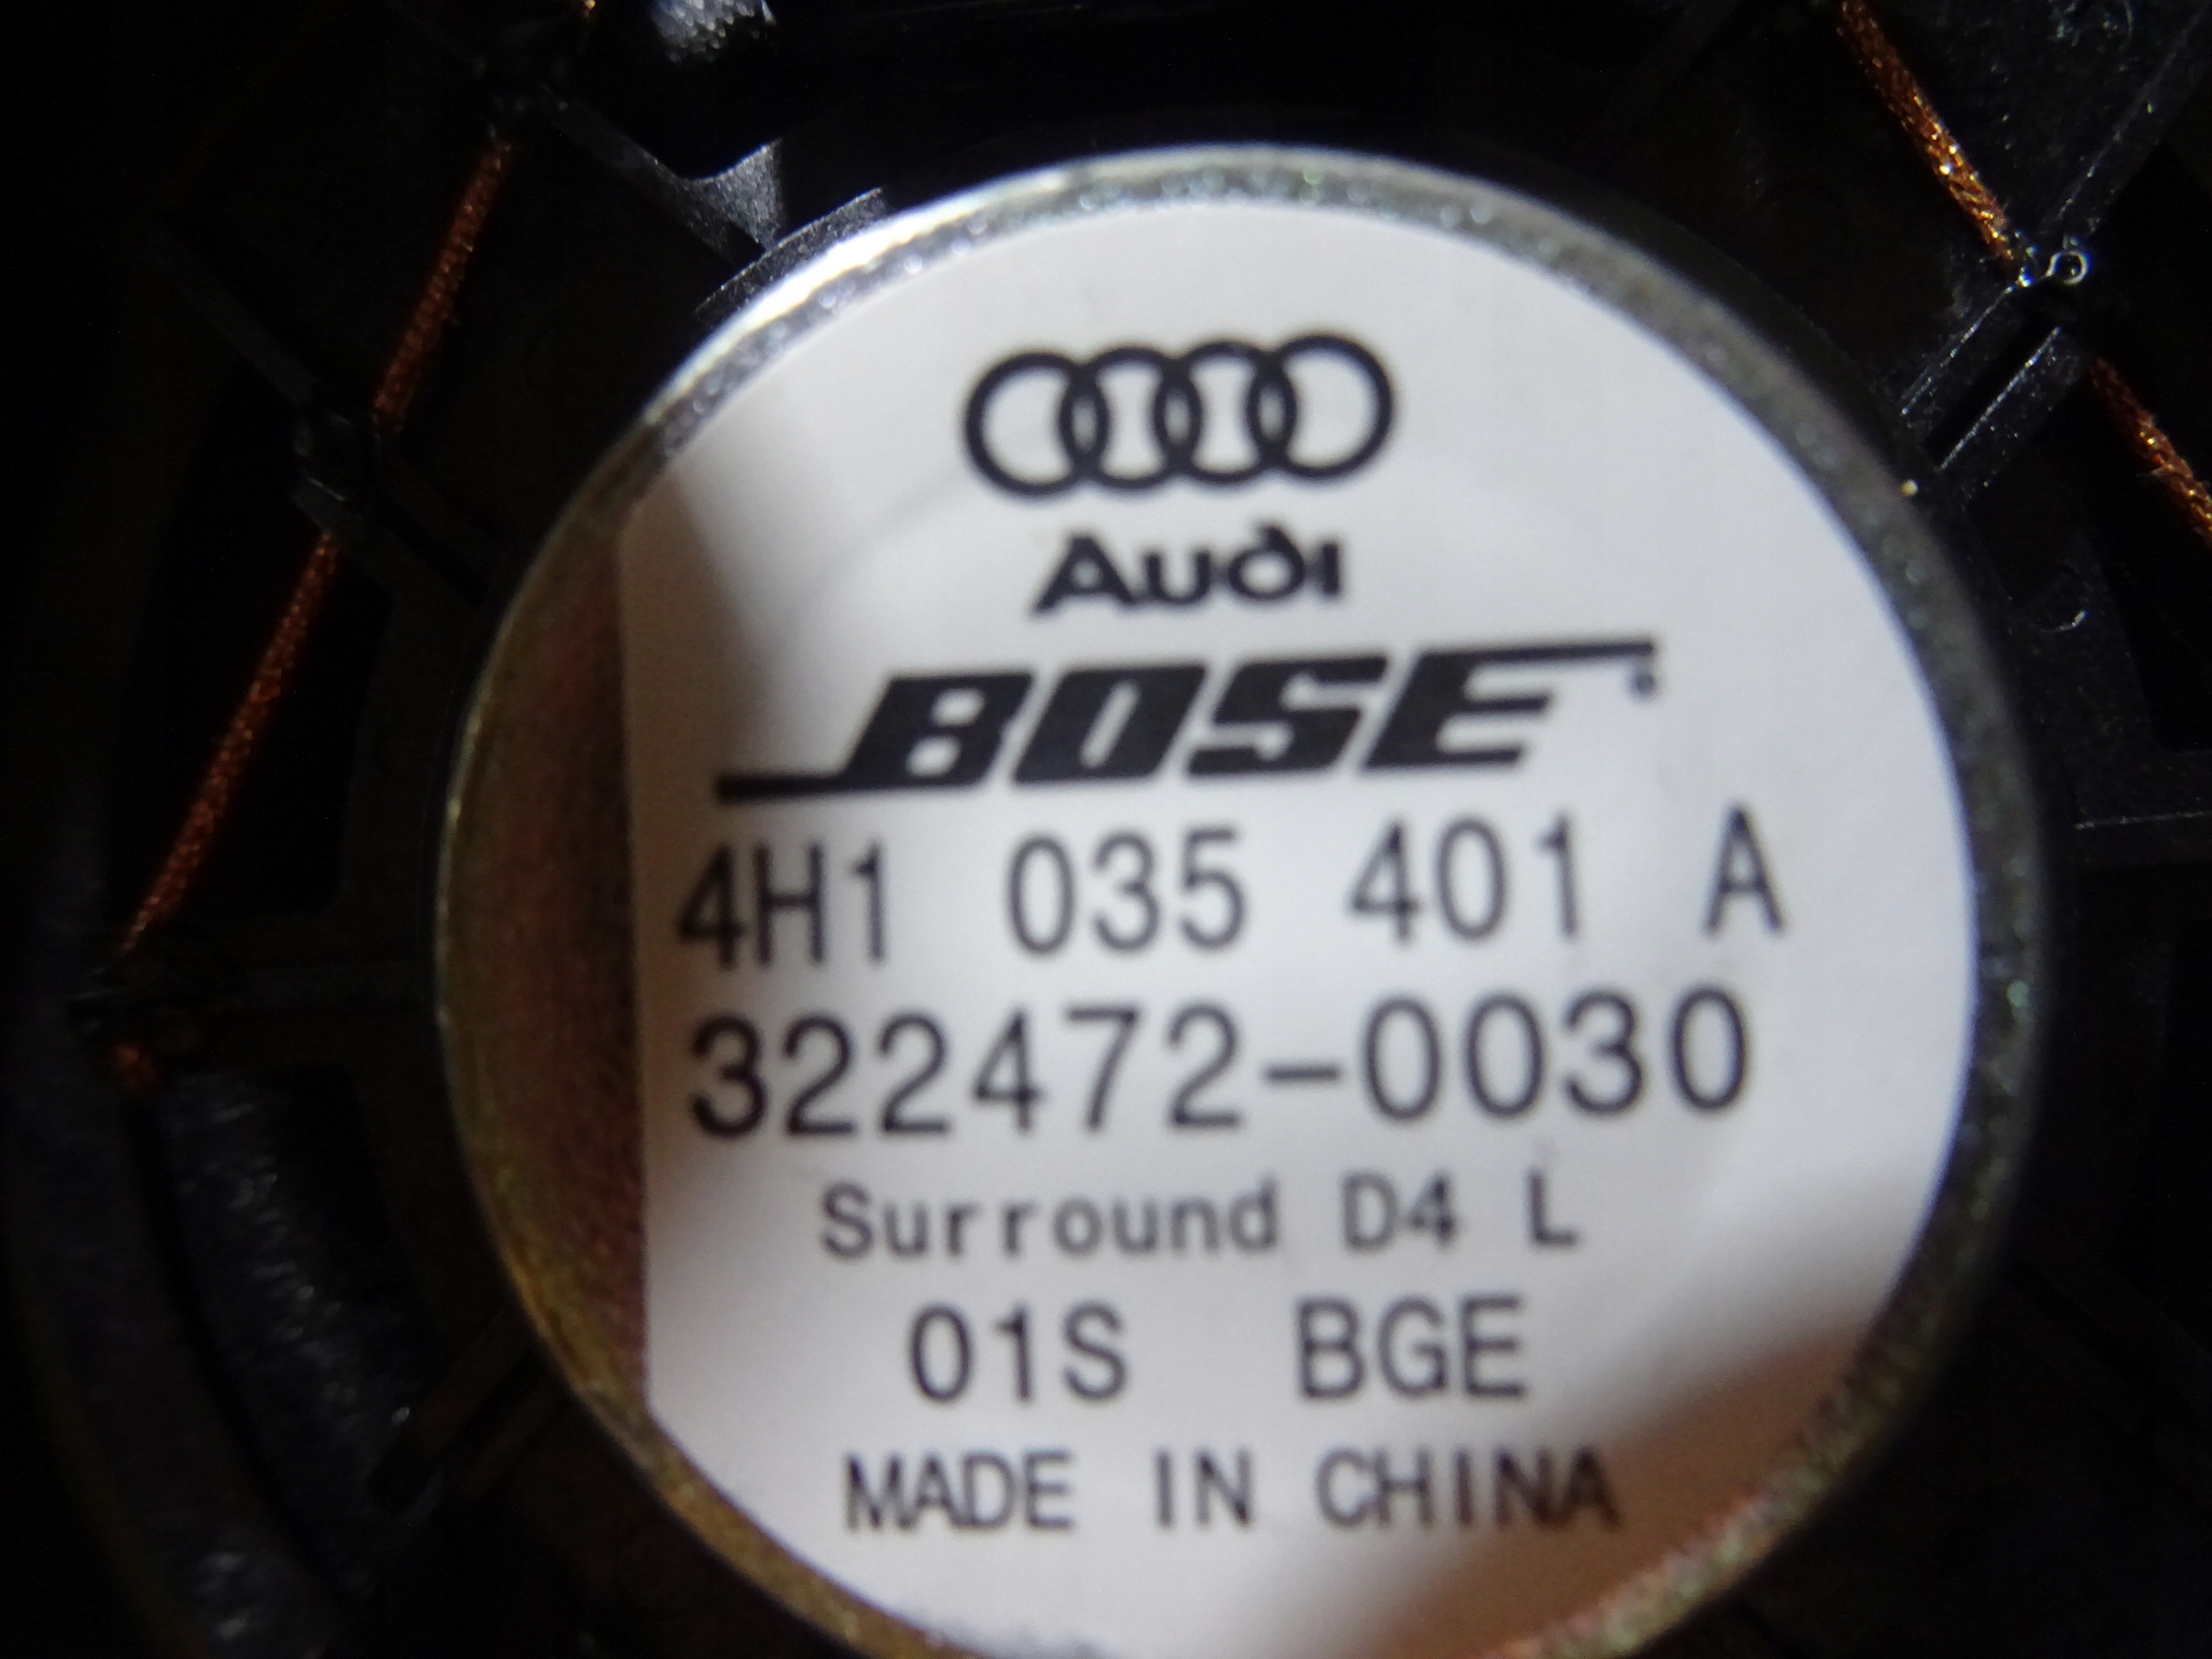 Audi
BOSE
4H1 035 401 A
322472-0030
Surround D4 L
01S BGE
MADE IN CHINA